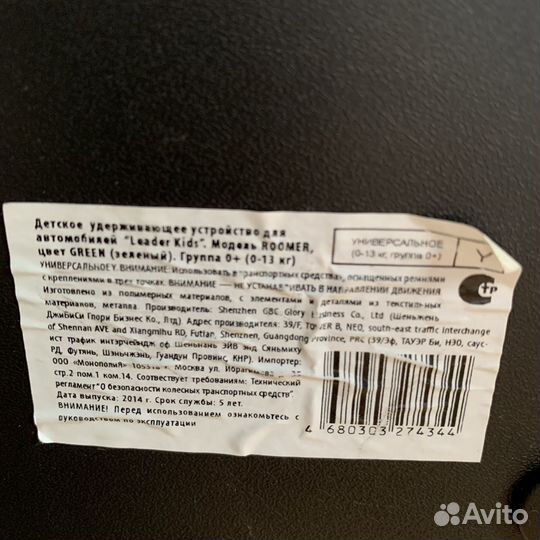 Детское удерживающее устройство для
автомобилей "Leader Kids". Модель ROOMER,
цвет GREEN (зеленый). Группа 0+ (0-13 кг)
УНИВЕРСАЛЬНОЕ
(0-13 кг, группа 0+)
Y
УНИВЕРСАЛЬНОЕ Y. ВНИМАНИЕ: Использовать в транспортных средствах, оснащенных ремнями
с креплениями в трех точках. ВНИМАНИЕ — НЕ УСТАНАВЛИВАТЬ В НАПРАВЛЕНИИ ДВИЖЕНИЯ
Изготовлено из полимерных материалов, с элементами и деталями из текстильных
материалов, металла. Производитель: Shenzhen GBC Glory Business Co., Ltd (Шеньжень
ДжиБиСи Глори Бизнес Ко., Лтд) Адрес производителя: 39/F, TOWER B, NEO, south-east traffic interchange
of Shennan AVE and Xiangmihu RD, Futian, Shenzhen, Guangdong Province, PRC (39/Эф, ТАУЭР Би, НЭО, саус-
ист трафик интэрчейдж оф Шеньнань ЭЙВ энд Сяньмиху
РД, Футянь, Шэньчжэнь, Гуандун Провинс, КНР). Импортер:
ООО «Монополия» Москва ул.
стр.2 пом.1 ком.14. Соотвествует требованиям: Технический
регламент "О безопасности колесных транспортных средств".
Дата выпуска: 2014 г. Срок службы: 5 лет.
ВНИМАНИЕ! Перед использованием ознакомьтесь с
руководством по эксплуатации
4 680303 274344
Avito